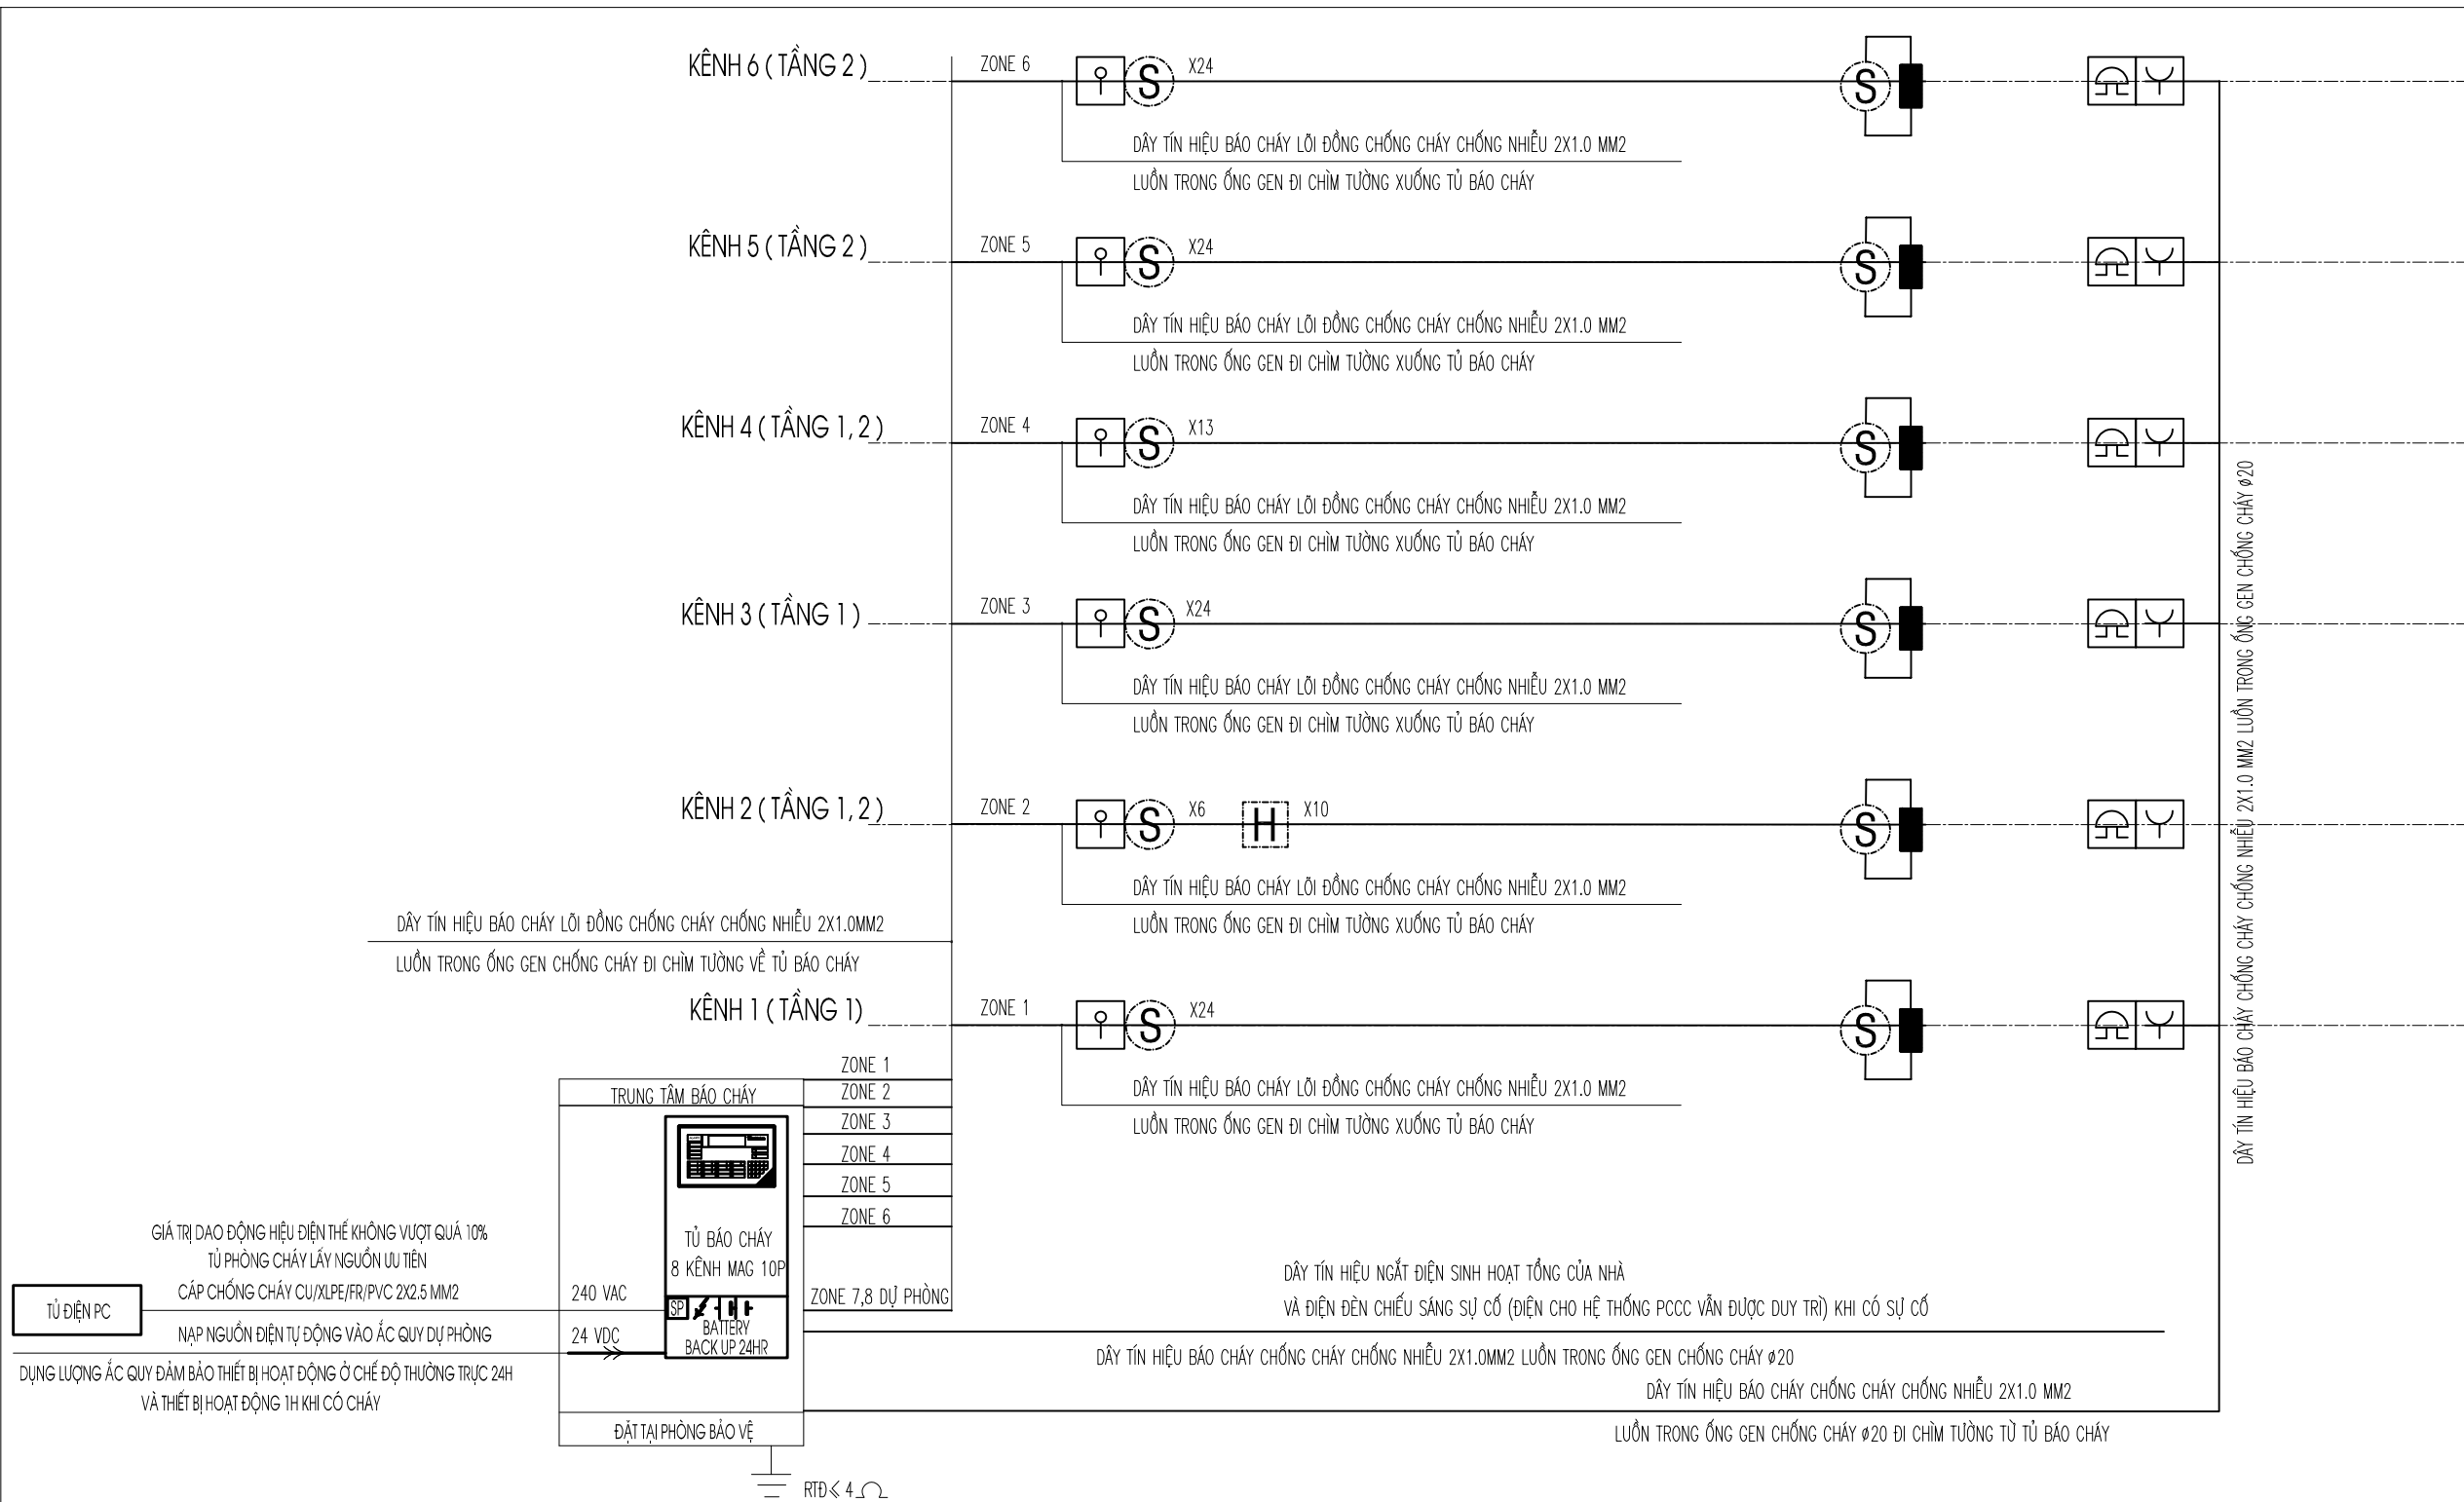 KÊNH 6 ( TẦNG 2 )
ZONE 6
S
X24
S
DÂY TÍN HIỆU BÁO CHÁY LÕI ĐỒNG CHỐNG CHÁY CHỐNG NHIỄU 2X1.0 MM2
LUỒN TRONG ỐNG GEN ĐI CHÌM TƯỜNG XUỐNG TỦ BÁO CHÁY
KÊNH 5 ( TẦNG 2 )
ZONE 5
S
X24
S
DÂY TÍN HIỆU BÁO CHÁY LÕI ĐỒNG CHỐNG CHÁY CHỐNG NHIỄU 2X1.0 MM2
LUỒN TRONG ỐNG GEN ĐI CHÌM TƯỜNG XUỐNG TỦ BÁO CHÁY
KÊNH 4 ( TẦNG 1, 2 )
ZONE 4
S
X13
S
DÂY TÍN HIỆU BÁO CHÁY LÕI ĐỒNG CHỐNG CHÁY CHỐNG NHIỄU 2X1.0 MM2
LUỒN TRONG ỐNG GEN ĐI CHÌM TƯỜNG XUỐNG TỦ BÁO CHÁY
KÊNH 3 ( TẦNG 1 )
ZONE 3
S
X24
S
DÂY TÍN HIỆU BÁO CHÁY LÕI ĐỒNG CHỐNG CHÁY CHỐNG NHIỄU 2X1.0 MM2
LUỒN TRONG ỐNG GEN ĐI CHÌM TƯỜNG XUỐNG TỦ BÁO CHÁY
KÊNH 2 ( TẦNG 1, 2 )
ZONE 2
S
X6
H
X10
S
DÂY TÍN HIỆU BÁO CHÁY LÕI ĐỒNG CHỐNG CHÁY CHỐNG NHIỄU 2X1.0 MM2
LUỒN TRONG ỐNG GEN ĐI CHÌM TƯỜNG XUỐNG TỦ BÁO CHÁY
DÂY TÍN HIỆU BÁO CHÁY LÕI ĐỒNG CHỐNG CHÁY CHỐNG NHIỄU 2X1.0MM2
LUỒN TRONG ỐNG GEN CHỐNG CHÁY ĐI CHÌM TƯỜNG VỀ TỦ BÁO CHÁY
KÊNH 1 ( TẦNG 1)
ZONE 1
S
X24
S
DÂY TÍN HIỆU BÁO CHÁY LÕI ĐỒNG CHỐNG CHÁY CHỐNG NHIỄU 2X1.0 MM2
LUỒN TRONG ỐNG GEN ĐI CHÌM TƯỜNG XUỐNG TỦ BÁO CHÁY
DÂY TÍN HIỆU BÁO CHÁY CHỐNG CHÁY CHỐNG NHIỄU 2X1.0 MM2 LUỒN TRONG ỐNG GEN CHỐNG CHÁY ø20
TRUNG TÂM BÁO CHÁY
ZONE 1
ZONE 2
ZONE 3
ZONE 4
ZONE 5
ZONE 6
ZONE 7,8 DỰ PHÒNG
TỦ BÁO CHÁY
8 KÊNH MAG 10P
SP
BATTERY
BACK UP 24HR
240 VAC
24 VDC
ĐẶT TẠI PHÒNG BẢO VỆ
RTĐ ≤ 4 Ω
GIÁ TRỊ DAO ĐỘNG HIỆU ĐIỆN THẾ KHÔNG VƯỢT QUÁ 10%
TỦ PHÒNG CHÁY LẤY NGUỒN ƯU TIÊN
CÁP CHỐNG CHÁY CU/XLPE/FR/PVC 2X2.5 MM2
TỦ ĐIỆN PC
NẠP NGUỒN ĐIỆN TỰ ĐỘNG VÀO ẮC QUY DỰ PHÒNG
DỤNG LƯỢNG ẮC QUY ĐẢM BẢO THIẾT BỊ HOẠT ĐỘNG Ở CHẾ ĐỘ THƯỜNG TRỰC 24H
VÀ THIẾT BỊ HOẠT ĐỘNG 1H KHI CÓ CHÁY
DÂY TÍN HIỆU NGẮT ĐIỆN SINH HOẠT TỔNG CỦA NHÀ
VÀ ĐIỆN ĐÈN CHIẾU SÁNG SỰ CỐ (ĐIỆN CHO HỆ THỐNG PCCC VẪN ĐƯỢC DUY TRÌ) KHI CÓ SỰ CỐ
DÂY TÍN HIỆU BÁO CHÁY CHỐNG CHÁY CHỐNG NHIỄU 2X1.0MM2 LUỒN TRONG ỐNG GEN CHỐNG CHÁY ø20
DÂY TÍN HIỆU BÁO CHÁY CHỐNG CHÁY CHỐNG NHIỄU 2X1.0 MM2
LUỒN TRONG ỐNG GEN CHỐNG CHÁY ø20 ĐI CHÌM TƯỜNG TỪ TỦ BÁO CHÁY